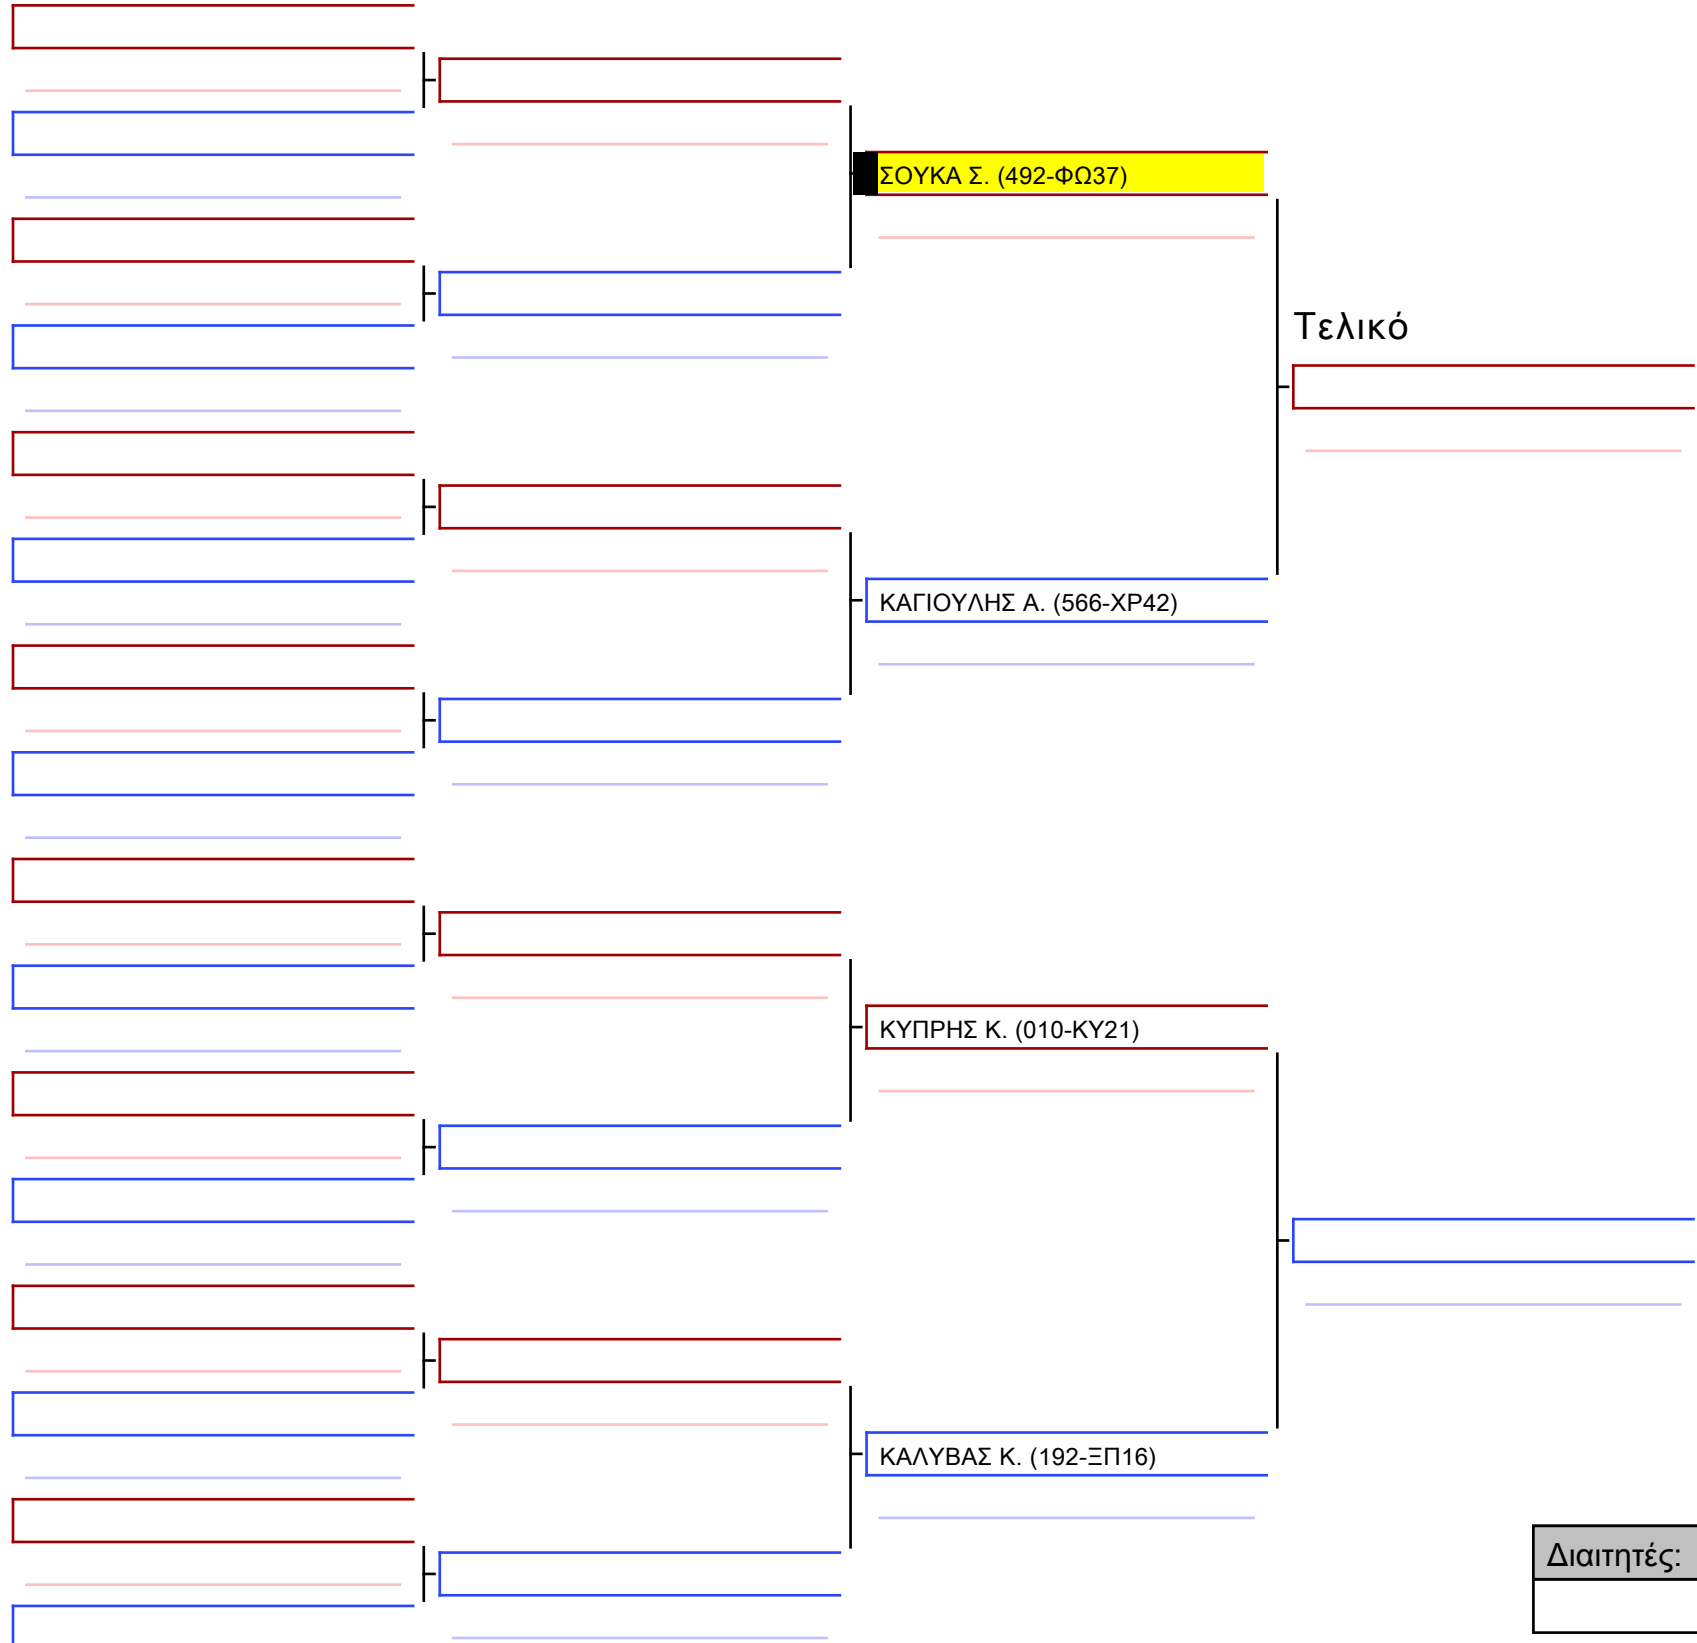 ΣΟΥΚΑ Σ. (492-ΦΩ37)
Τελικό
ΚΑΓΙΟΥΛΗΣ Α. (566-ΧΡ42)
ΚΥΠΡΗΣ Κ. (010-ΚΥ21)
ΚΑΛΥΒΑΣ Κ. (192-ΞΠ16)
Διαιτητές: